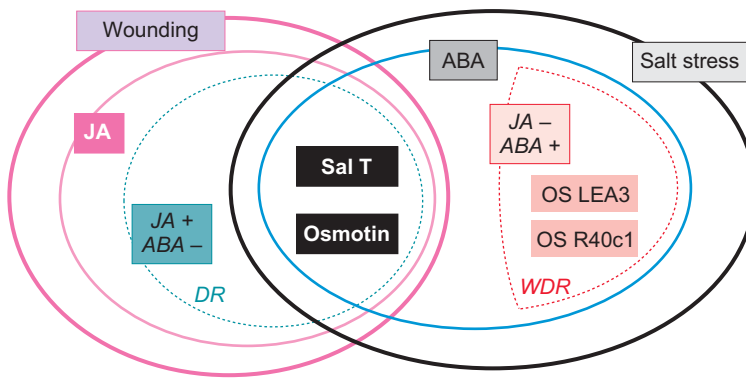 Wounding
ABA
Salt stress
JA
JA –
ABA +
Sal T
OS LEA3
Osmotin
JA +
ABA –
OS R40c1
DR
WDR